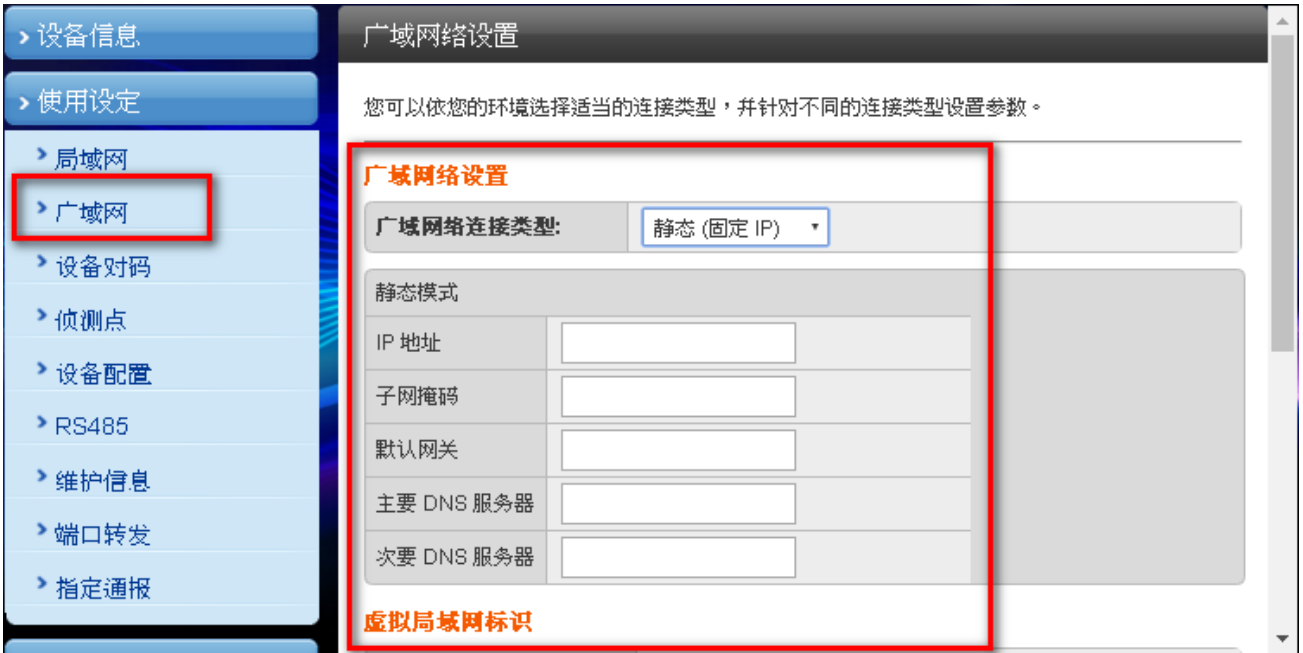 设备信息
使用设定
局域网
广域网
设备对码
侦测点
设备配置
RS485
维护信息
端口转发
指定通报
广域网络设置
您可以依您的环境选择适当的连接类型，并针对不同的连接类型设置参数。
广域网络设置
广域网络连接类型: 静态 (固定 IP)
静态模式
IP 地址
子网掩码
默认网关
主要 DNS 服务器
次要 DNS 服务器
虚拟局域网标识